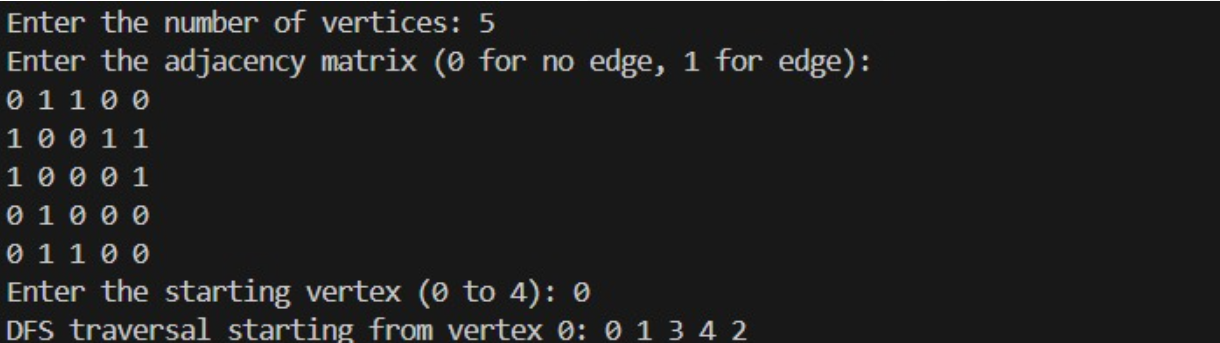 Enter the number of vertices: 5
Enter the adjacency matrix (0 for no edge, 1 for edge):
0 1 1 0 0
1 0 0 1 1
1 0 0 0 1
0 1 0 0 0
0 1 1 0 0
Enter the starting vertex (0 to 4): 0
DFS traversal starting from vertex 0: 0 1 3 4 2